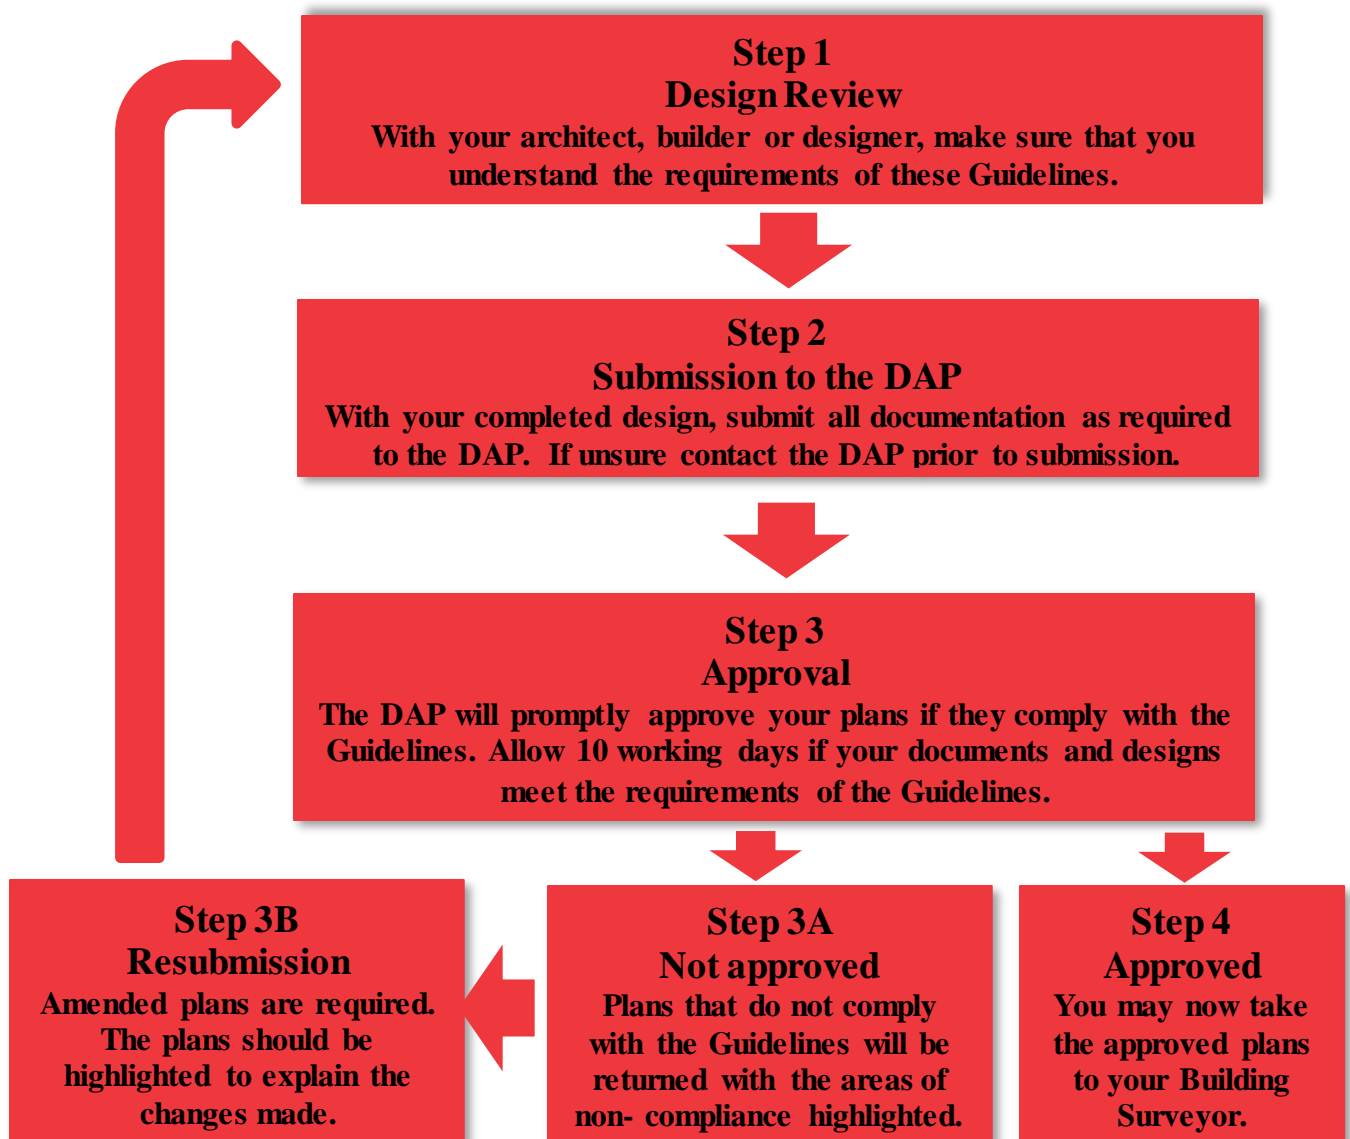 Step 1
Design Review
With your architect, builder or designer, make sure that you
understand the requirements of these Guidelines.
Step 2
Submission to the DAP
With your completed design, submit all documentation as required
to the DAP. If unsure contact the DAP prior to submission.
Step 3
Approval
The DAP will promptly approve your plans if they comply with the
Guidelines. Allow 10 working days if your documents and designs
meet the requirements of the Guidelines.
Step 3B
Resubmission
Amended plans are required.
The plans should be
highlighted to explain the
changes made.
Step 3A
Not approved
Plans that do not comply
with the Guidelines will be
returned with the areas of
non- compliance highlighted.
Step 4
Approved
You may now take
the approved plans
to your Building
Surveyor.